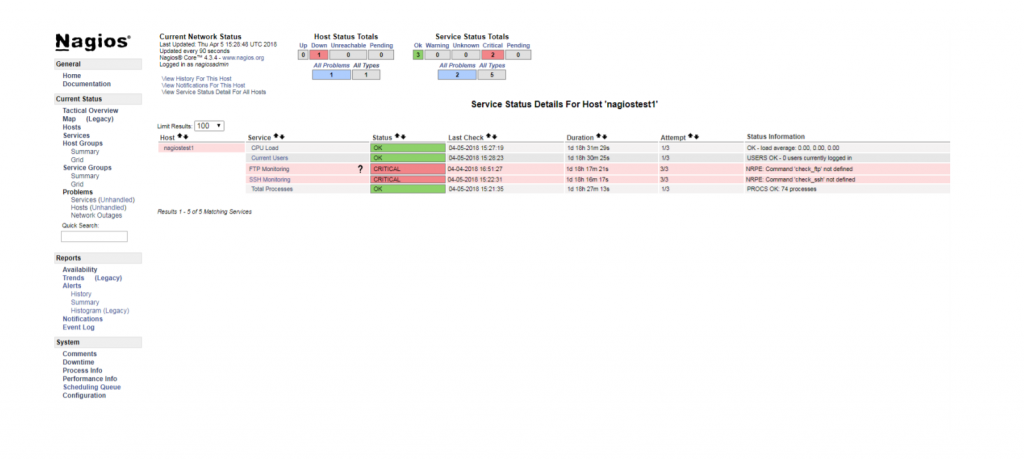 Nagios®
General
Home
Documentation
Current Status
Tactical Overview
Map (Legacy)
Hosts
Services
Host Groups
Summary
Grid
Service Groups
Summary
Grid
Problems
Services (Unhandled)
Hosts (Unhandled)
Network Outages
Quick Search:
Reports
Availability
Trends (Legacy)
Alerts
History
Summary
Histogram (Legacy)
Notifications
Event Log
System
Comments
Downtime
Process Info
Performance Info
Scheduling Queue
Configuration
Current Network Status
Last Updated: Thu Apr 5 15:28:48 UTC 2018
Updated every 90 seconds
Nagios® Core™ 4.3.4 - www.nagios.org
Logged in as nagiosadmin
View History For This Host
View Notifications For This Host
View Service Status Detail For All Hosts
Host Status Totals
Up Down Unreachable Pending
0 1 0 0
All Problems All Types
1 1
Service Status Totals
Ok Warning Unknown Critical Pending
3 0 0 2 0
All Problems All Types
2 5
Service Status Details For Host 'nagiostest1'
Limit Results: 100
Host Service Status Last Check Duration Attempt Status Information
nagiostest1 CPU Load OK 04-05-2018 15:27:19 1d 18h 31m 29s 1/3 OK - load average: 0.00, 0.00, 0.00
Current Users OK 04-05-2018 15:28:23 1d 18h 30m 25s 1/3 USERS OK - 0 users currently logged in
FTP Monitoring ? CRITICAL 04-04-2018 16:51:27 1d 18h 17m 21s 3/3 NRPE: Command 'check_ftp' not defined
SSH Monitoring CRITICAL 04-05-2018 15:22:31 1d 18h 16m 17s 3/3 NRPE: Command 'check_ssh' not defined
Total Processes OK 04-05-2018 15:21:35 1d 18h 27m 13s 1/3 PROCS OK: 74 processes
Results 1 - 5 of 5 Matching Services